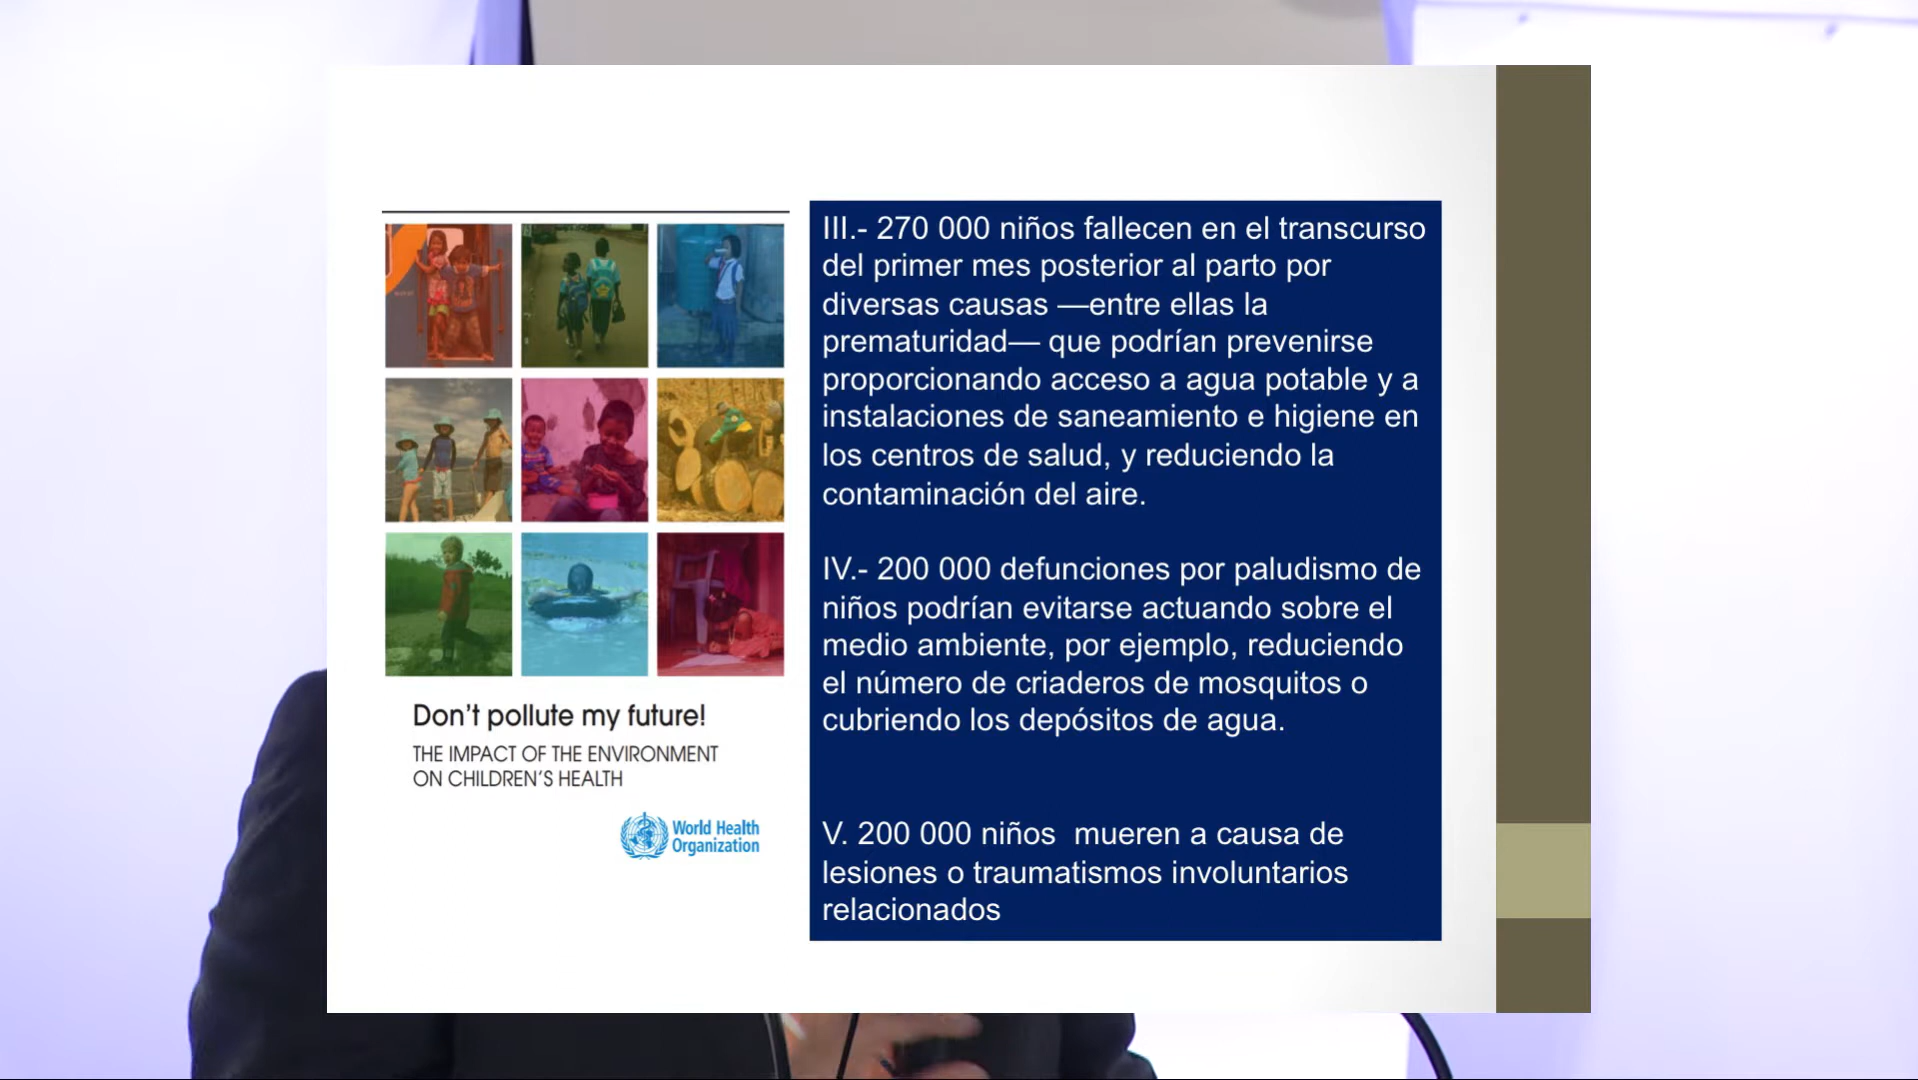 Don't pollute my future!
THE IMPACT OF THE ENVIRONMENT
ON CHILDREN'S HEALTH
World Health
Organization
III.- 270 000 niños fallecen en el transcurso
del primer mes posterior al parto por
diversas causas —entre ellas la
prematuridad— que podrían prevenirse
proporcionando acceso a agua potable y a
instalaciones de saneamiento e higiene en
los centros de salud, y reduciendo la
contaminación del aire.
IV.- 200 000 defunciones por paludismo de
niños podrían evitarse actuando sobre el
medio ambiente, por ejemplo, reduciendo
el número de criaderos de mosquitos o
cubriendo los depósitos de agua.
V. 200 000 niños  mueren a causa de
lesiones o traumatismos involuntarios
relacionados